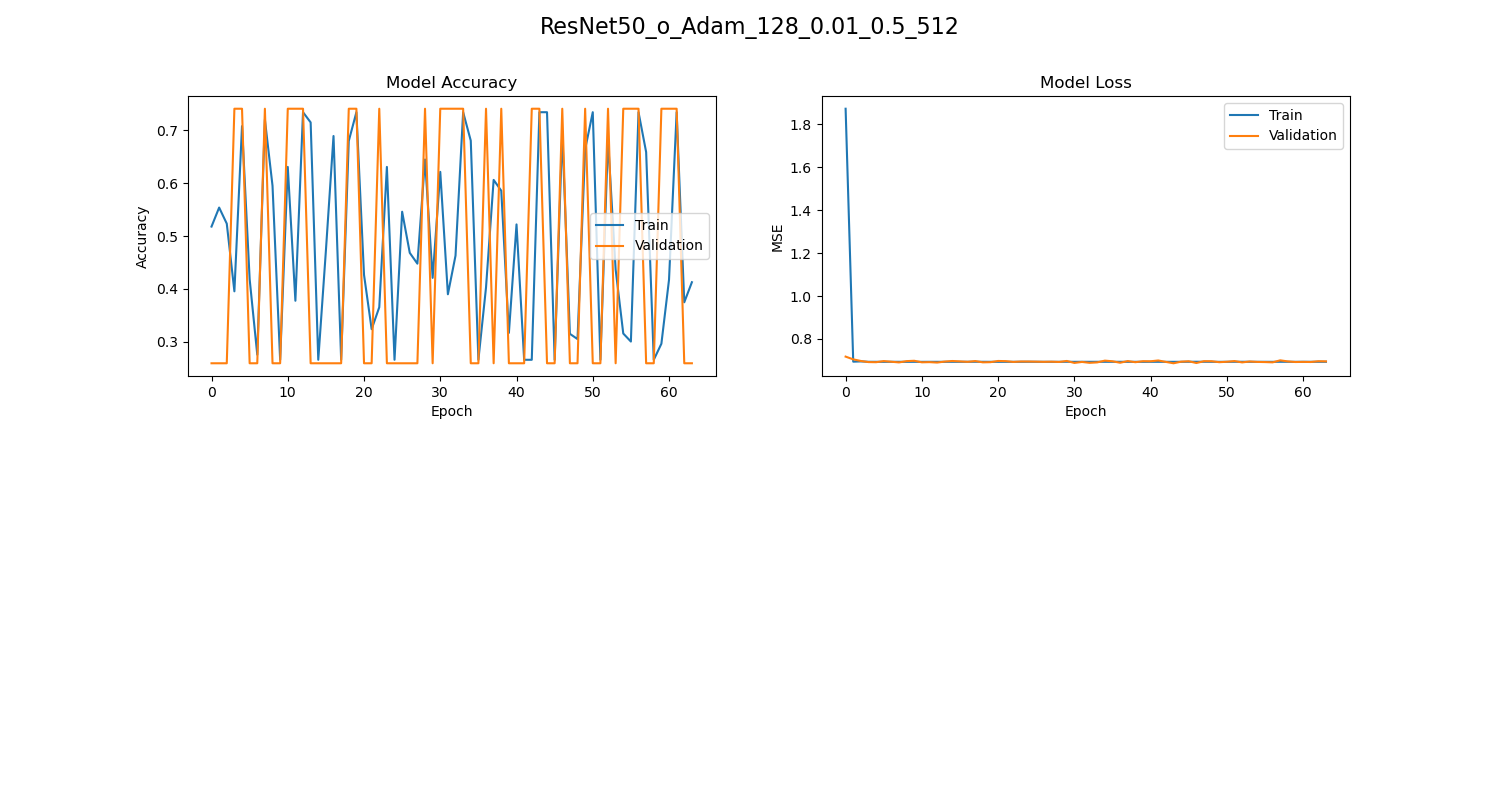 ResNet50_o_Adam_128_0.01_0.5_512
Model Accuracy
Accuracy
0.7
0.6
0.5
0.4
0.3
0 10 20 30 40 50 60
Epoch
Train
Validation
Model Loss
MSE
1.8
1.6
1.4
1.2
1.0
0.8
0 10 20 30 40 50 60
Epoch
Train
Validation